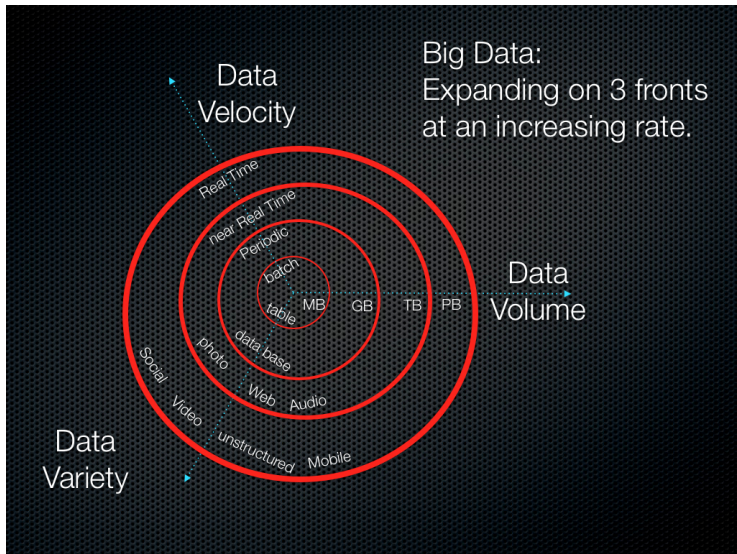 Big Data:
Expanding on 3 fronts
at an increasing rate.
Data
Velocity
Real Time
near Real Time
Periodic
batch
Data
Volume
MB
GB
TB
PB
table
data base
photo
Web
Audio
Social
Video
unstructured
Mobile
Data
Variety